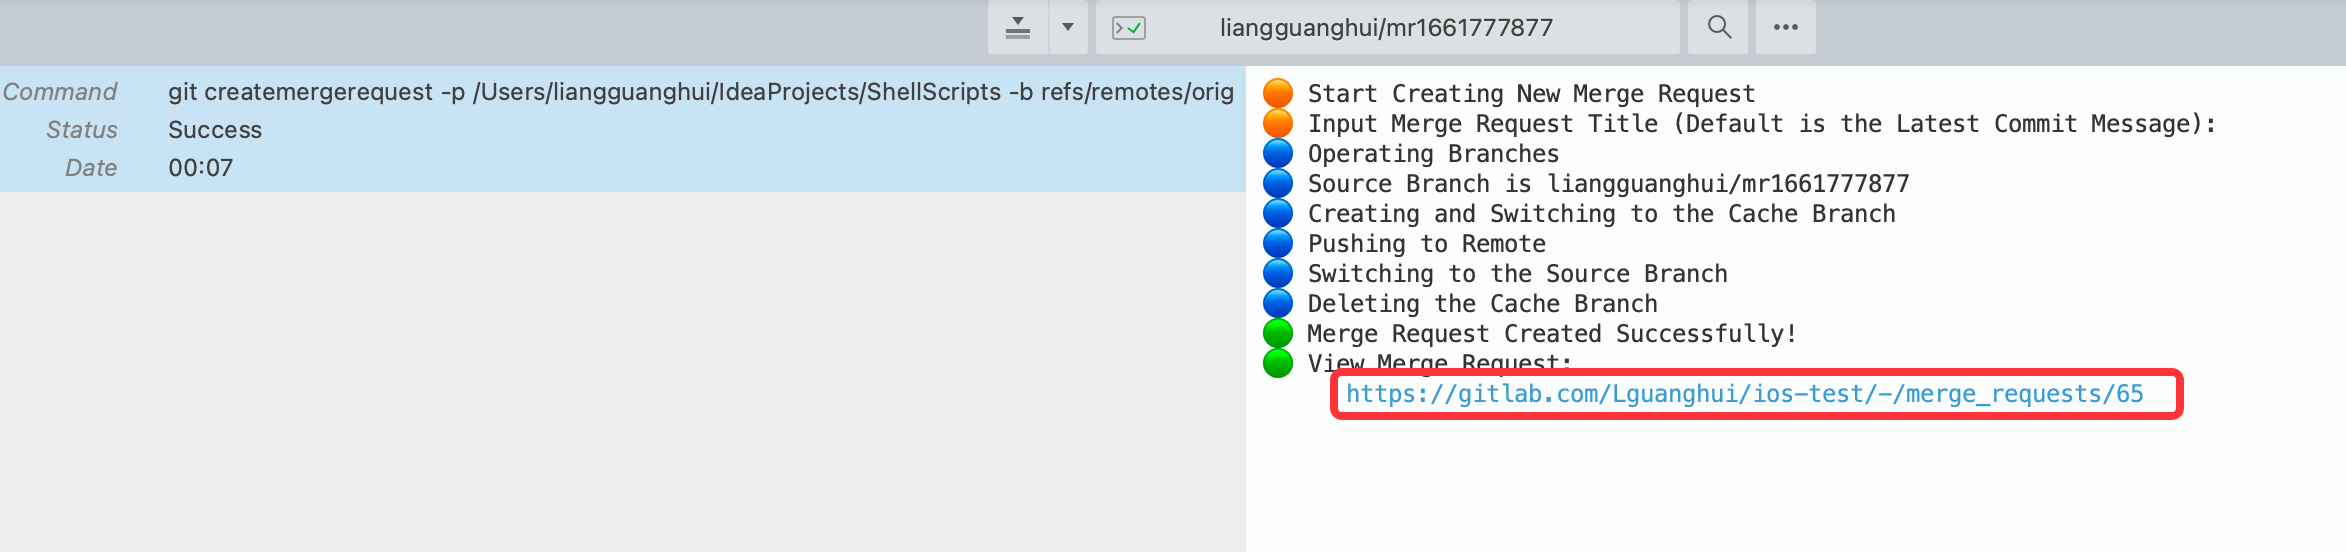 liangguanghui/mr1661777877
Command git createmergerequest -p /Users/liangguanghui/IdeaProjects/ShellScripts -b refs/remotes/orig
Status Success
Date 00:07
Start Creating New Merge Request
Input Merge Request Title (Default is the Latest Commit Message):
Operating Branches
Source Branch is liangguanghui/mr1661777877
Creating and Switching to the Cache Branch
Pushing to Remote
Switching to the Source Branch
Deleting the Cache Branch
Merge Request Created Successfully!
View Merge Request:
https://gitlab.com/Lguanghui/ios-test/-/merge_requests/65